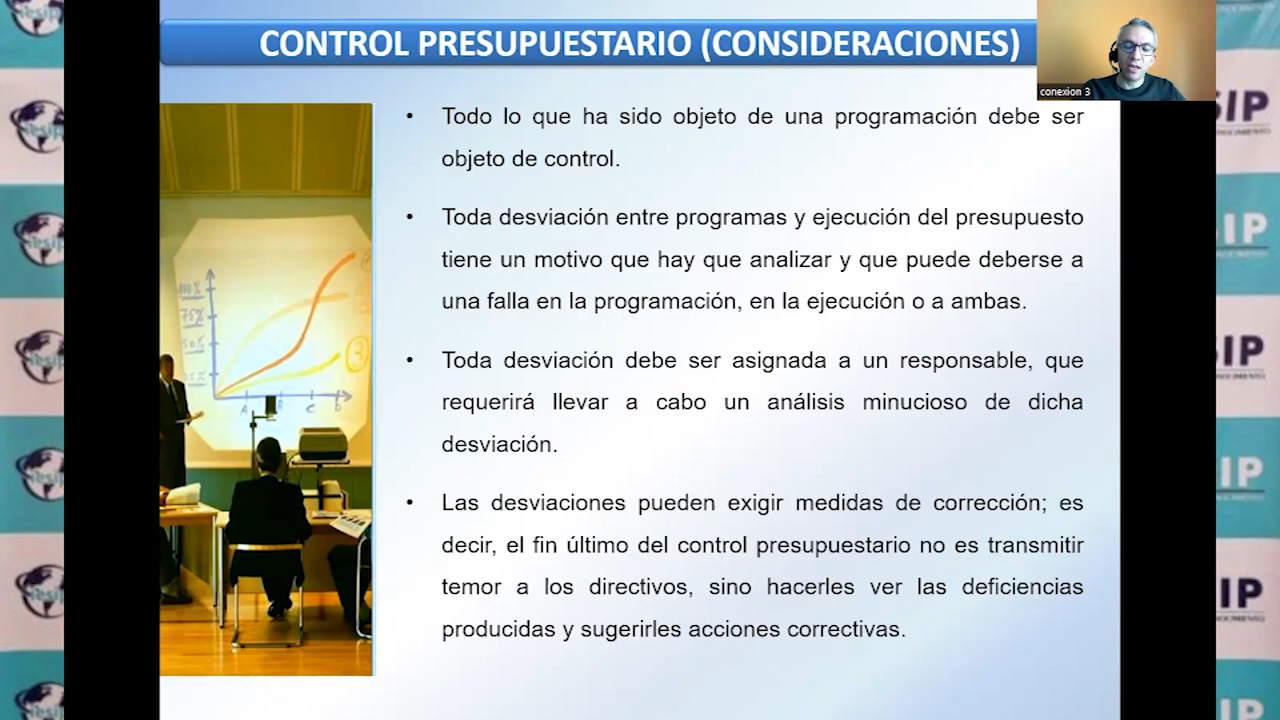 CONTROL PRESUPUESTARIO (CONSIDERACIONES)
conexion 3
• Todo lo que ha sido objeto de una programación debe ser
objeto de control.
• Toda desviación entre programas y ejecución del presupuesto
tiene un motivo que hay que analizar y que puede deberse a
una falla en la programación, en la ejecución o a ambas.
• Toda desviación debe ser asignada a un responsable, que
requerirá llevar a cabo un análisis minucioso de dicha
desviación.
• Las desviaciones pueden exigir medidas de corrección; es
decir, el fin último del control presupuestario no es transmitir
temor a los directivos, sino hacerles ver las deficiencias
producidas y sugerirles acciones correctivas.
100%
75%
50%
A
C
3